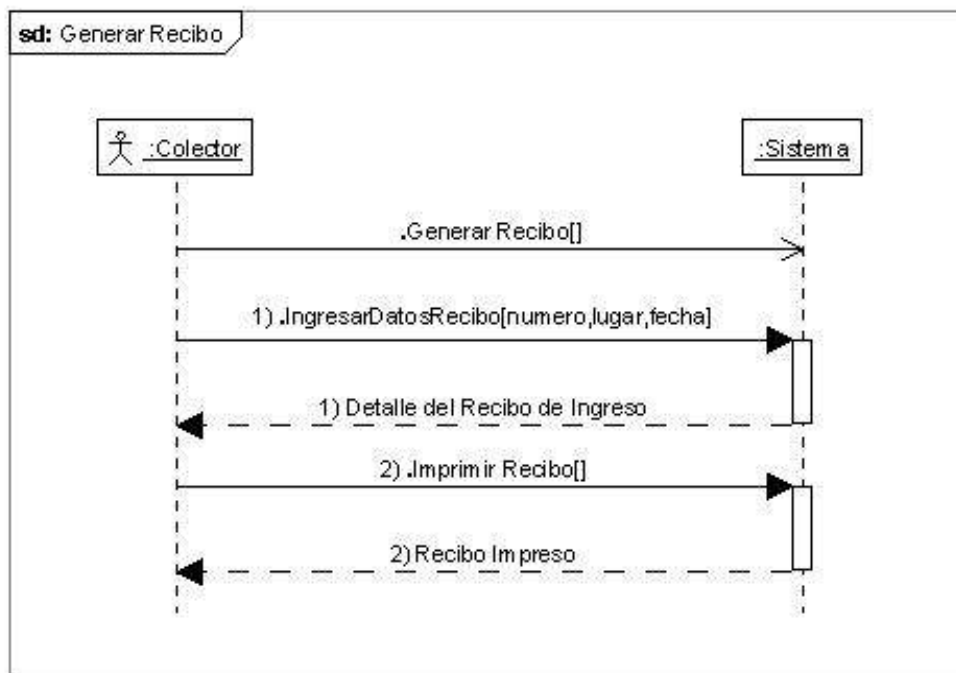 sd: Generar Recibo
:Colector
:Sistema
.Generar Recibo[]
1) .IngresarDatosRecibo[numero,lugar,fecha]
1) Detalle del Recibo de Ingreso
2) .Imprimir Recibo[]
2) Recibo Impreso